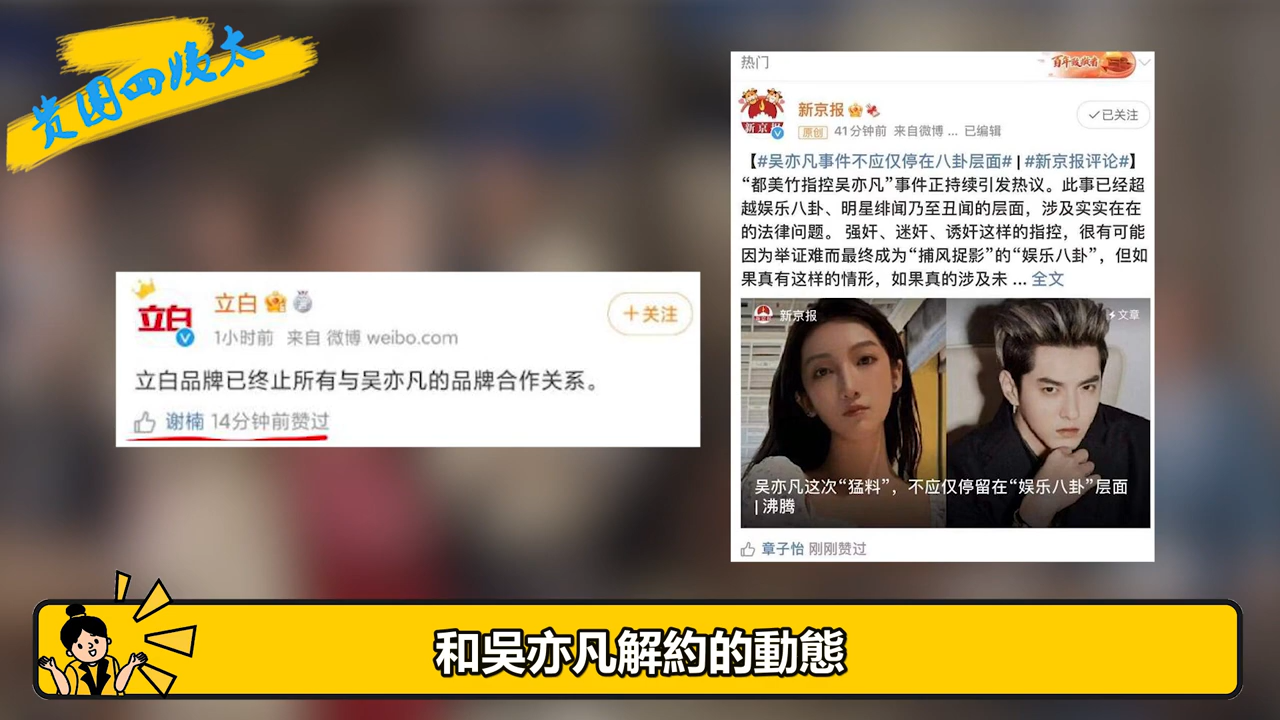 贵圈四姨太
热门
百年
新京报
新京报
原创 41分钟前 来自微博 ... 已编辑
✓已关注
【#吴亦凡事件不应仅停在八卦层面# | #新京报评论#】
“都美竹指控吴亦凡”事件正持续引发热议。此事已经超
越娱乐八卦、明星绯闻乃至丑闻的层面，涉及实实在在
的法律问题。 强奸、迷奸、诱奸这样的指控，很有可能
因为举证难而最终成为“捕风捉影”的“娱乐八卦”，但如
果真有这样的情形，如果真的涉及未 ... 全文
新京报
文章
吴亦凡这次“猛料”，不应仅停留在“娱乐八卦”层面
| 沸腾
章子怡 刚刚赞过
立白
立白
+关注
1小时前 来自 微博 weibo.com
立白品牌已终止所有与吴亦凡的品牌合作关系。
谢楠 14分钟前赞过
和吳亦凡解約的動態